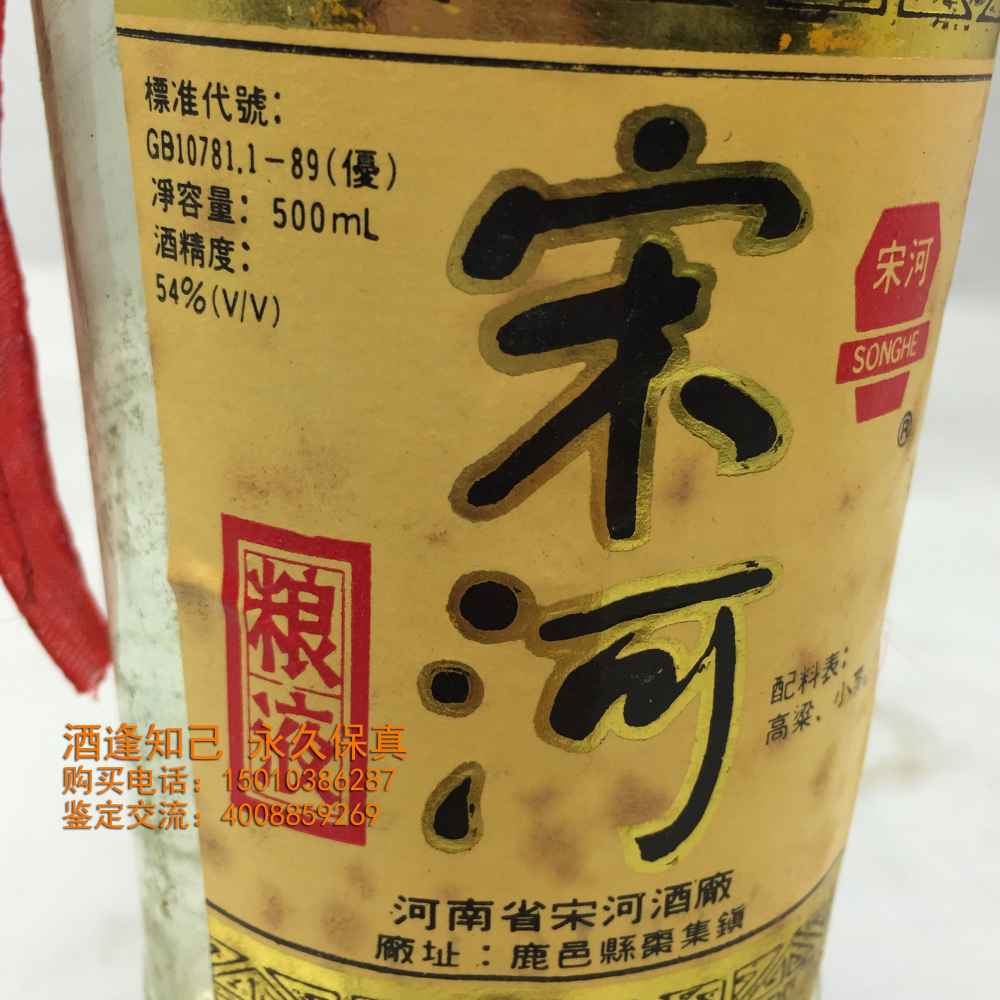 標准代號:
GB10781.1-89(優)
淨容量: 500mL
酒精度:
54%(V/V)
宋河
宋河
SONGHE
®
粮液
配料表:
高粱、小麦
酒逢知己 永久保真
购买电话：15010386287
鉴定交流：4008859269
河南省宋河酒廠
廠址：鹿邑縣棗集鎮